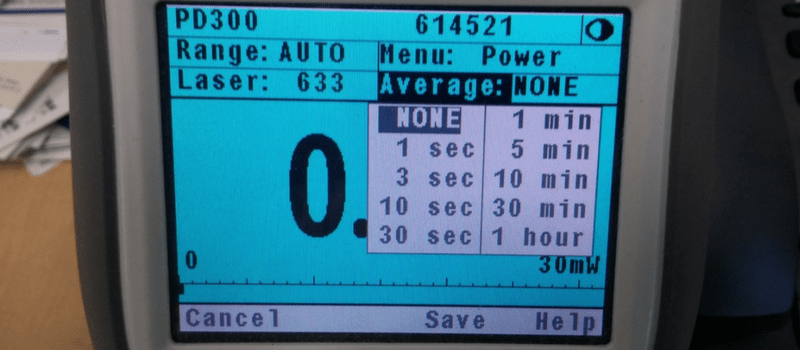 PD300 614521
Range: AUTO Menu: Power
Laser: 633 Average: NONE
NONE 1 min
1 sec 5 min
3 sec 10 min
10 sec 30 min
30 sec 1 hour
0.
0 30mW
Cancel Save Help